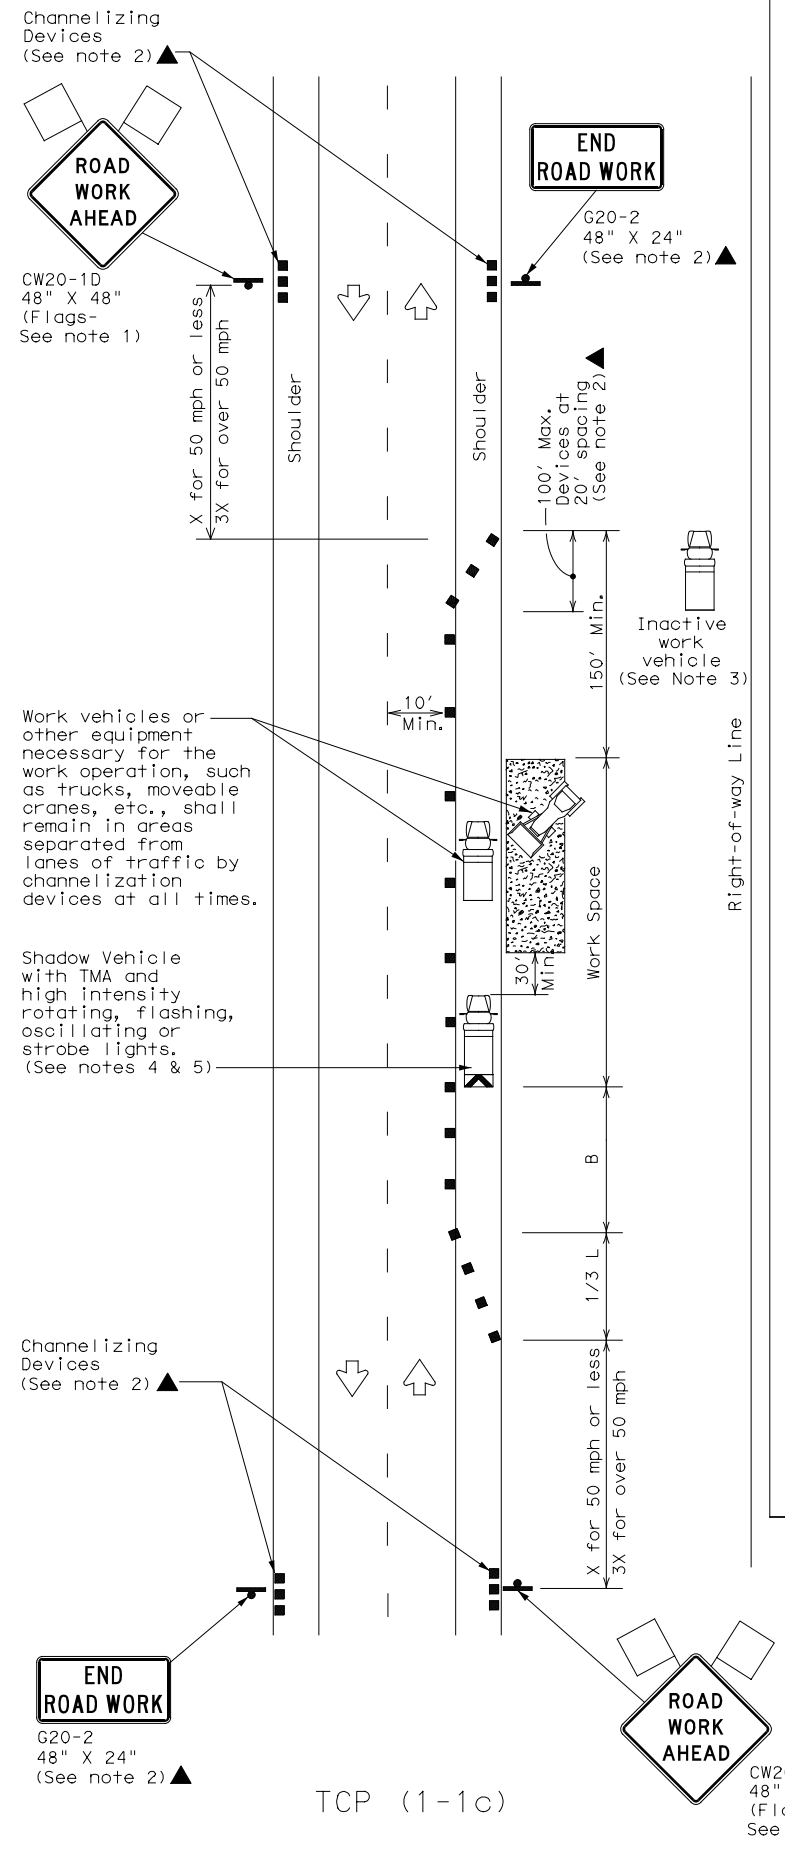 Channelizing
Devices
(See note 2)
ROAD
WORK
AHEAD
CW20-1D
48" X 48"
(Flags-
See note 1)
END
ROAD WORK
G20-2
48" X 24"
(See note 2)
X for 50 mph or less
3X for over 50 mph
Shoulder
Shoulder
100' Max.
Devices at
20' spacing
(See note 2)
150' Min.
Inactive
work
vehicle
(See Note 3)
10'
Min.
Work vehicles or
other equipment
necessary for the
work operation, such
as trucks, moveable
cranes, etc., shall
remain in areas
separated from
lanes of traffic by
channelization
devices at all times.
Right-of-way Line
Work Space
30'
Min.
Shadow Vehicle
with TMA and
high intensity
rotating, flashing,
oscillating or
strobe lights.
(See notes 4 & 5)
B
1/3 L
Channelizing
Devices
(See note 2)
X for 50 mph or less
3X for over 50 mph
END
ROAD WORK
G20-2
48" X 24"
(See note 2)
ROAD
WORK
AHEAD
CW20
48"
(Fla
See
TCP (1-1c)